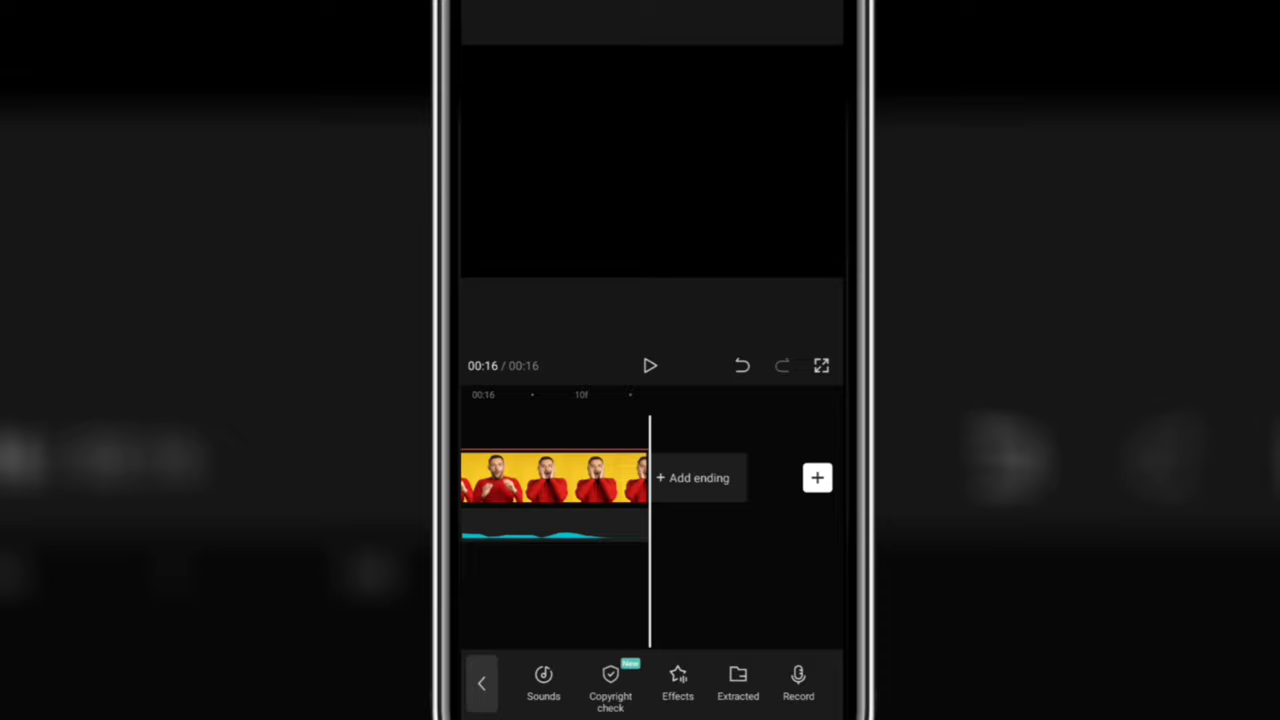 00:16 / 00:16
00:16
10f
+ Add ending
New
Sounds
Copyright
check
Effects
Extracted
Record